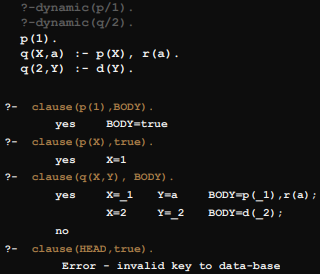 ?-dynamic(p/1).
?-dynamic(q/2).
p(1).
q(X,a) :- p(X), r(a).
q(2,Y) :- d(Y).
?- clause(p(1),BODY).
yes BODY=true
?- clause(p(X),true).
yes X=1
?- clause(q(X,Y), BODY).
yes X=_1 Y=a BODY=p(_1),r(a);
X=2 Y=_2 BODY=d(_2);
no
?- clause(HEAD,true).
Error - invalid key to data-base